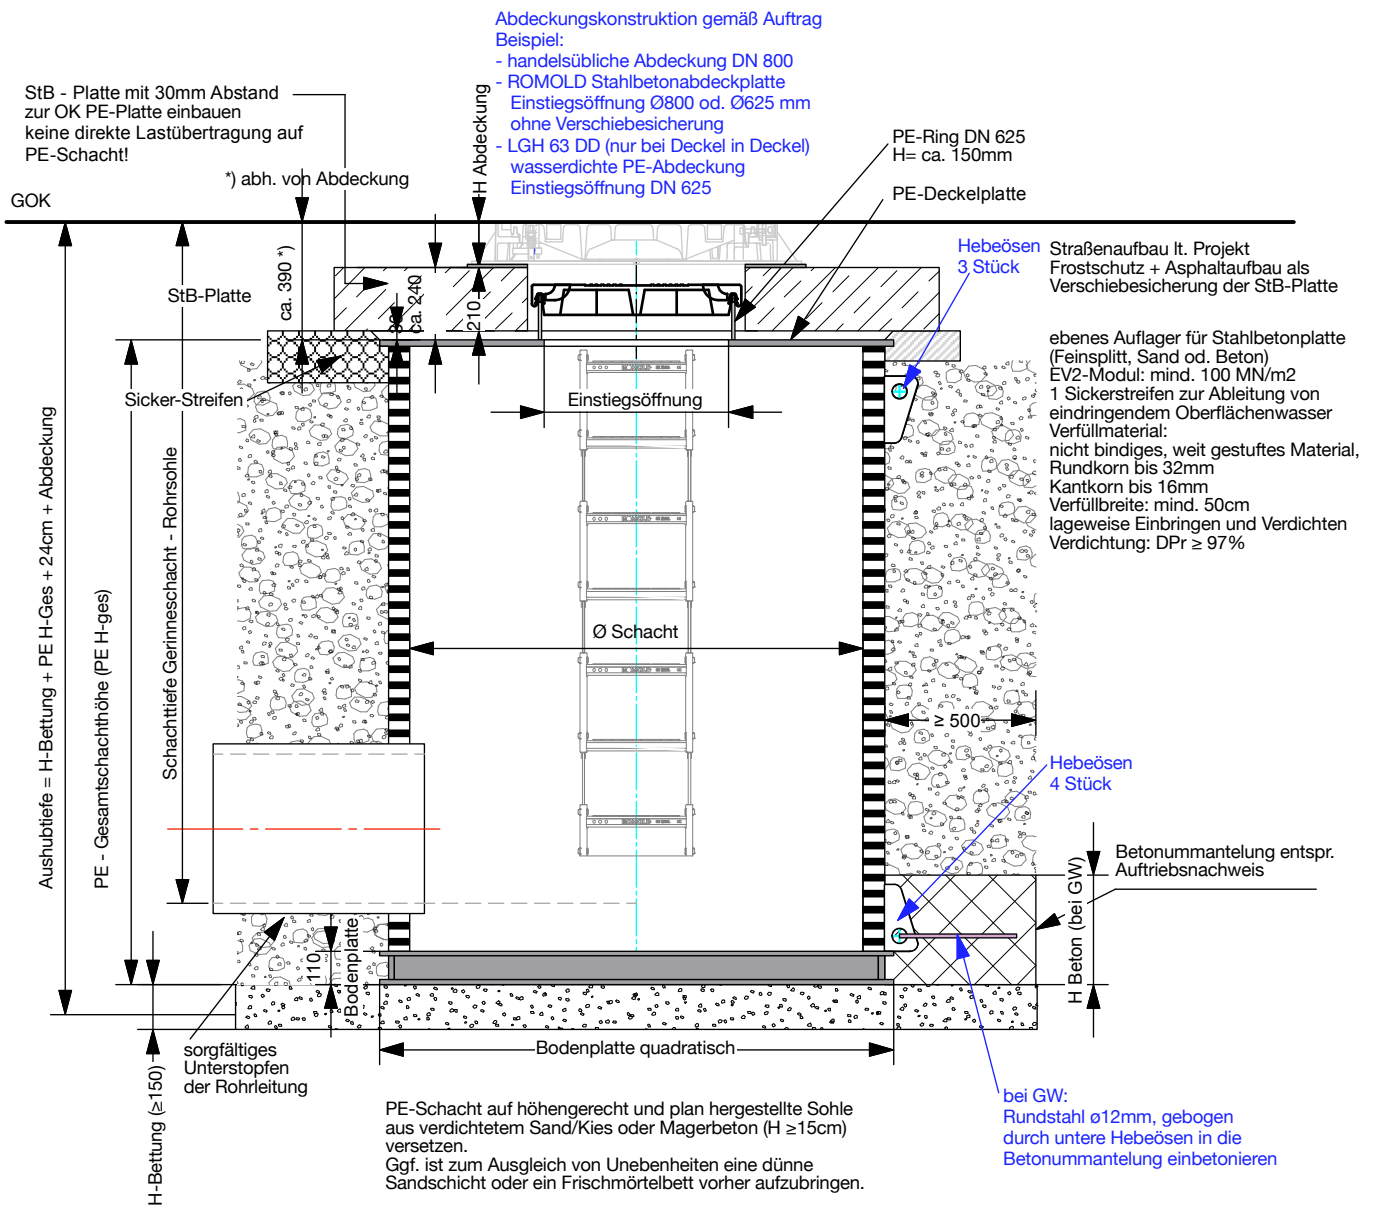 Abdeckungskonstruktion gemäß Auftrag
Beispiel:
- handelsübliche Abdeckung DN 800
- ROMOLD Stahlbetonabdeckplatte
Einstiegsöffnung Ø800 od. Ø625 mm
ohne Verschiebesicherung
- LGH 63 DD (nur bei Deckel in Deckel)
wasserdichte PE-Abdeckung
Einstiegsöffnung DN 625
StB - Platte mit 30mm Abstand
zur OK PE-Platte einbauen
keine direkte Lastübertragung auf
PE-Schacht!
*) abh. von Abdeckung
H Abdeckung
PE-Ring DN 625
H= ca. 150mm
PE-Deckelplatte
GOK
Hebeösen
3 Stück
Straßenaufbau lt. Projekt
Frostschutz + Asphaltaufbau als
Verschiebesicherung der StB-Platte
ca. 390 *)
StB-Platte
ca. 240
210
ebenes Auflager für Stahlbetonplatte
(Feinsplitt, Sand od. Beton)
EV2-Modul: mind. 100 MN/m2
1 Sickerstreifen zur Ableitung von
eindringendem Oberflächenwasser
Verfüllmaterial:
nicht bindiges, weit gestuftes Material,
Rundkorn bis 32mm
Kantkorn bis 16mm
Verfüllbreite: mind. 50cm
lageweise Einbringen und Verdichten
Verdichtung: DPr ≥ 97%
Sicker-Streifen
Einstiegsöffnung
Aushubtiefe = H-Bettung + PE H-Ges + 24cm + Abdeckung
PE - Gesamtschachthöhe (PE H-ges)
Schachttiefe Gerinneschacht - Rohrsohle
Ø Schacht
≥ 500
Hebeösen
4 Stück
Betonummantelung entspr.
Auftriebsnachweis
H Beton (bei GW)
110
Bodenplatte
Bodenplatte quadratisch
H-Bettung (≥150)
sorgfältiges
Unterstopfen
der Rohrleitung
bei GW:
Rundstahl ø12mm, gebogen
durch untere Hebeösen in die
Betonummantelung einbetonieren
PE-Schacht auf höhengerecht und plan hergestellte Sohle
aus verdichtetem Sand/Kies oder Magerbeton (H ≥15cm)
versetzen.
Ggf. ist zum Ausgleich von Unebenheiten eine dünne
Sandschicht oder ein Frischmörtelbett vorher aufzubringen.